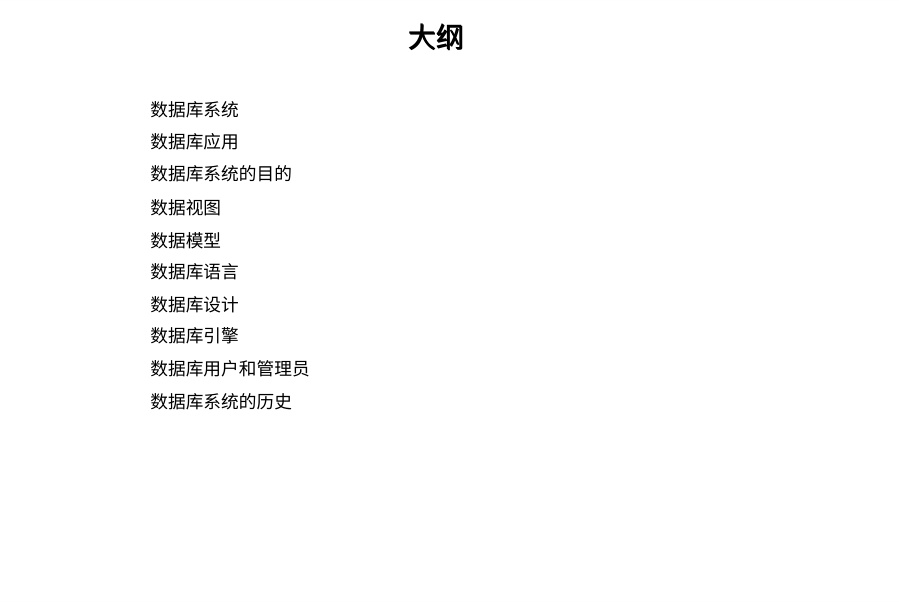 大纲
数据库系统
数据库应用
数据库系统的目的
数据视图
数据模型
数据库语言
数据库设计
数据库引擎
数据库用户和管理员
数据库系统的历史